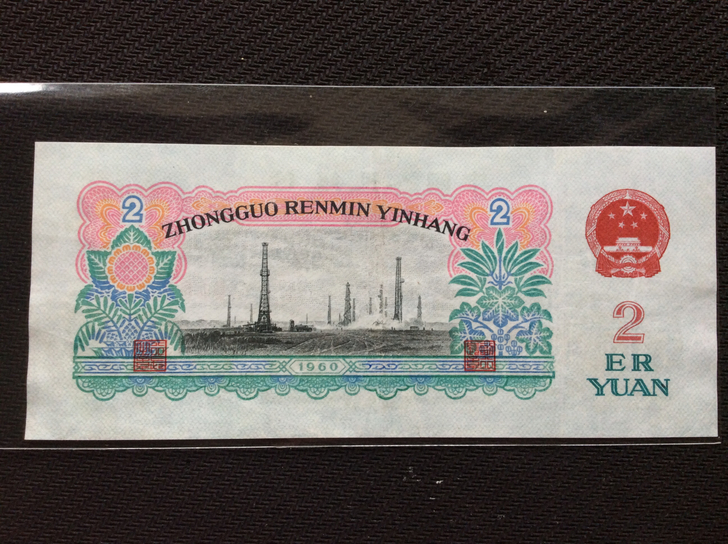 2
2
ZHONGGUO RENMIN YINHANG
1960
2
ER
YUAN